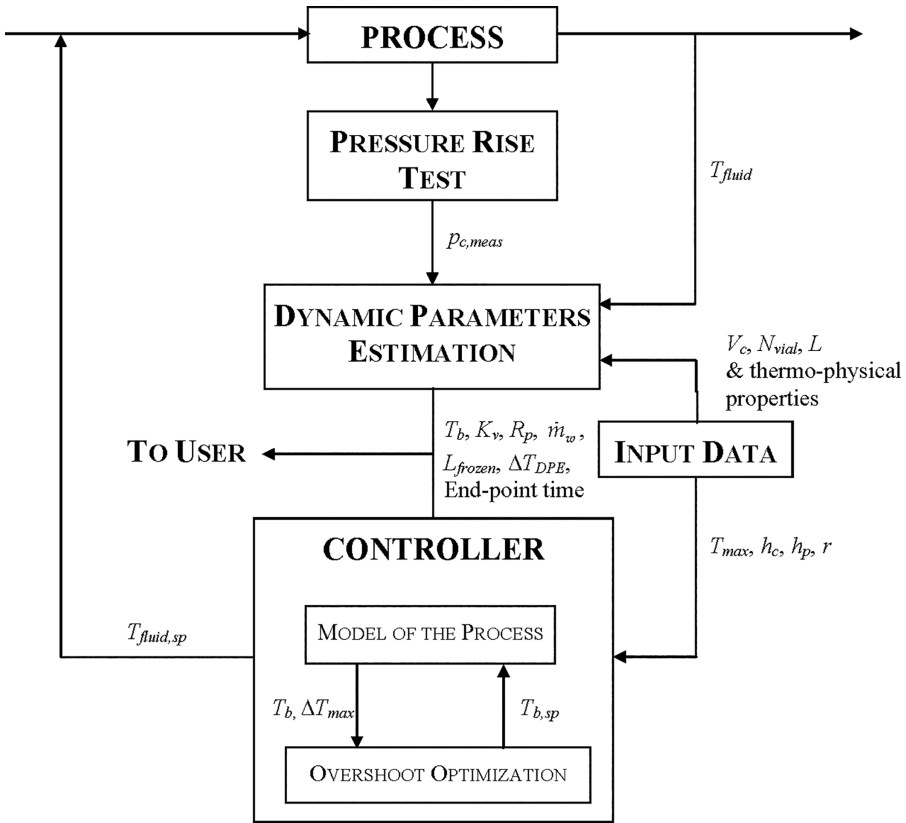 PROCESS
PRESSURE RISE
TEST
T_fluid
p_c,meas
DYNAMIC PARAMETERS
ESTIMATION
V_c, N_vial, L
& thermo-physical
properties
T_b, K_v, R_p, ṁ_w,
L_frozen, ΔT_DPE,
End-point time
TO USER
INPUT DATA
CONTROLLER
T_max, h_c, h_p, r
MODEL OF THE PROCESS
T_fluid,sp
T_b, ΔT_max
T_b,sp
OVERSHOOT OPTIMIZATION